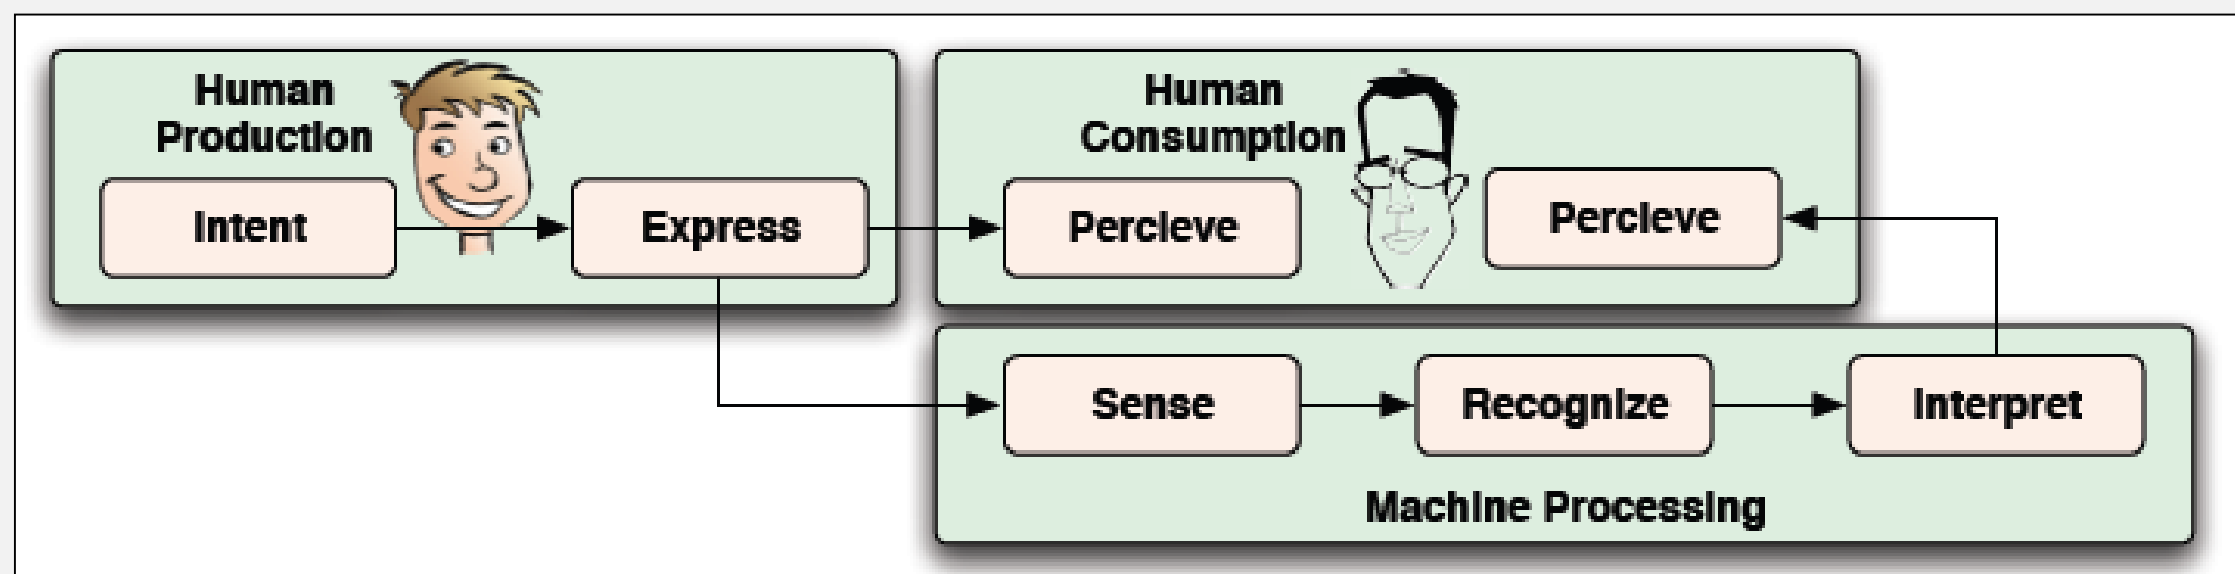 Human
Production
Intent
Express
Human
Consumption
Percieve
Percieve
Sense
Recognize
Interpret
Machine Processing